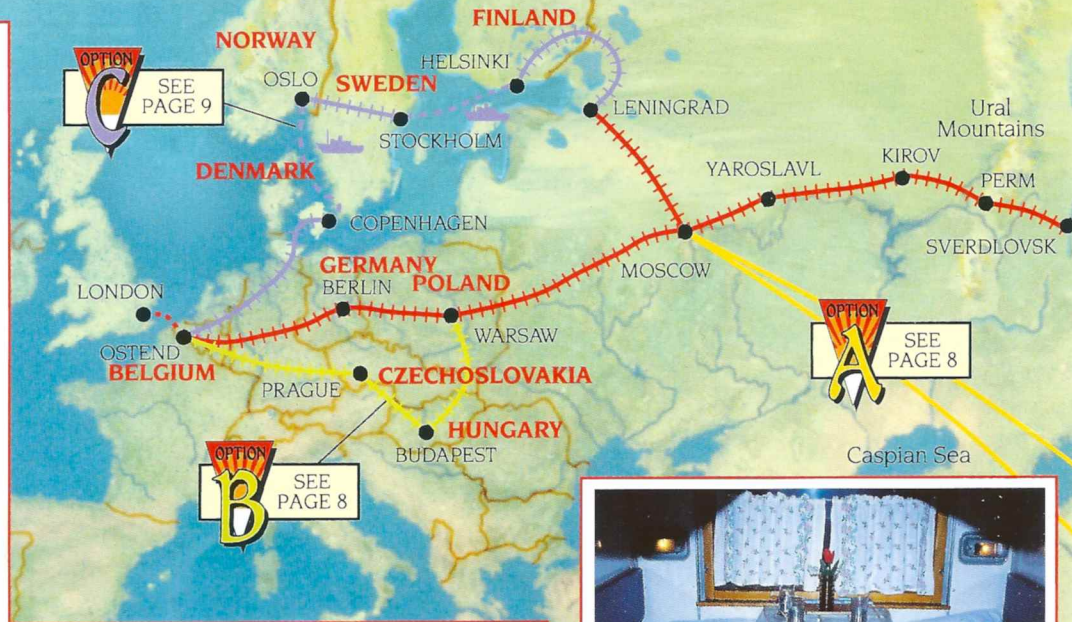 FINLAND
NORWAY
OPTION
C
SEE
PAGE 9
OSLO
SWEDEN
HELSINKI
STOCKHOLM
LENINGRAD
Ural
Mountains
YAROSLAVL
KIROV
PERM
SVERDLOVSK
DENMARK
COPENHAGEN
MOSCOW
GERMANY
BERLIN
POLAND
WARSAW
LONDON
OSTEND
BELGIUM
PRAGUE
CZECHOSLOVAKIA
HUNGARY
BUDAPEST
OPTION
A
SEE
PAGE 8
OPTION
B
SEE
PAGE 8
Caspian Sea